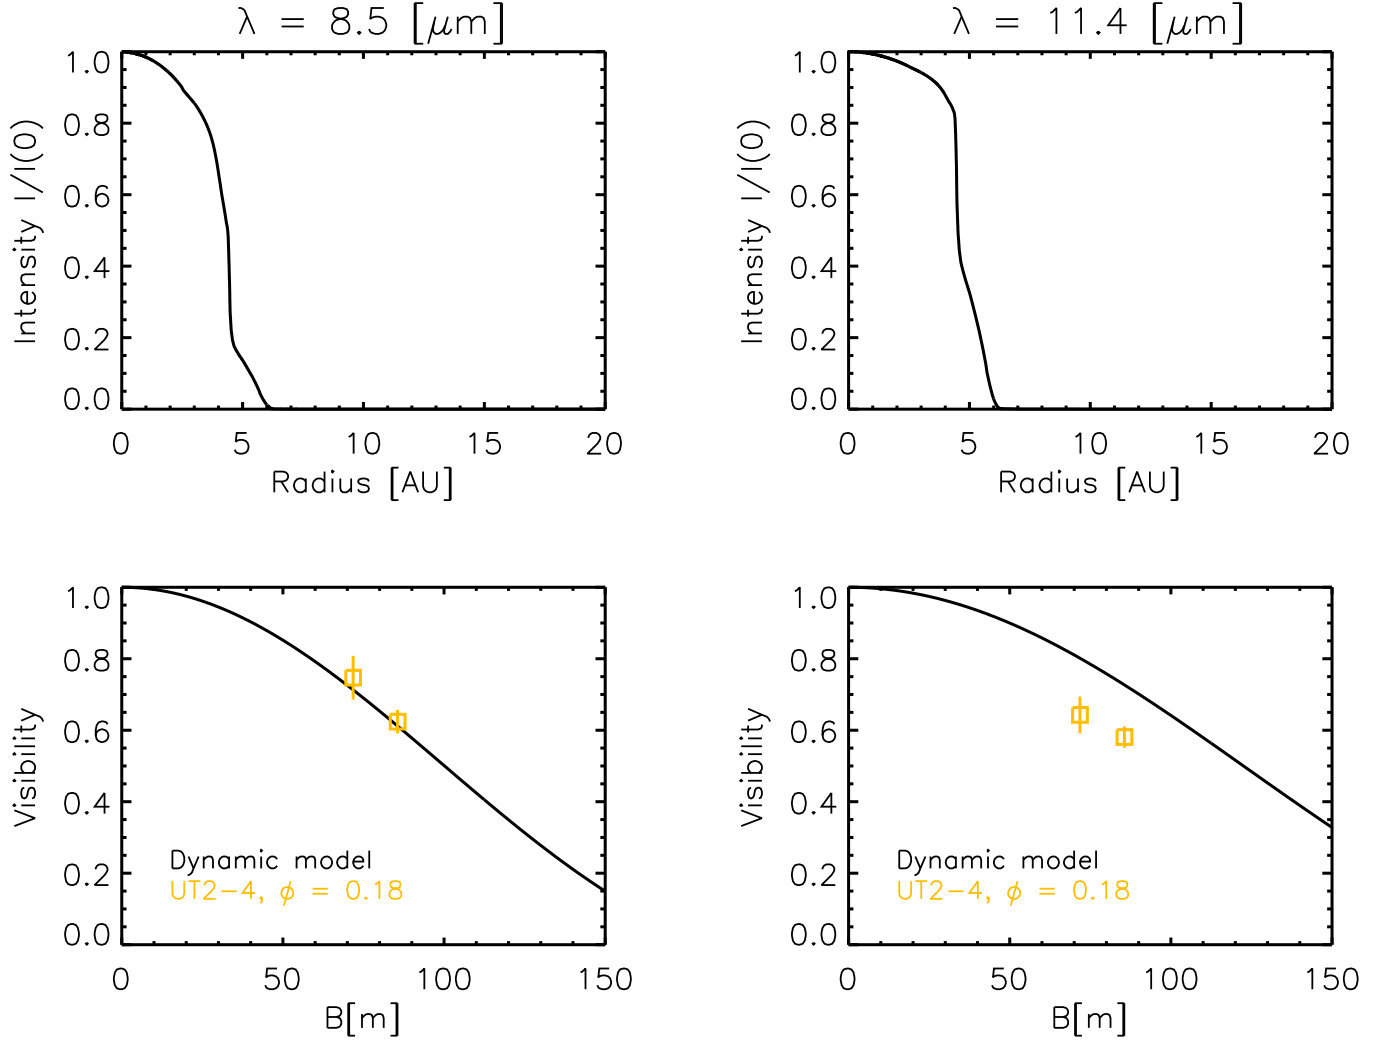 λ = 8.5 [μm]
1.0
0.8
0.6
0.4
0.2
0.0
Intensity I/I(0)
0 5 10 15 20
Radius [AU]
λ = 11.4 [μm]
1.0
0.8
0.6
0.4
0.2
0.0
Intensity I/I(0)
0 5 10 15 20
Radius [AU]
1.0
0.8
0.6
0.4
0.2
0.0
Visibility
Dynamic model
UT2-4, ϕ = 0.18
0 50 100 150
B[m]
1.0
0.8
0.6
0.4
0.2
0.0
Visibility
Dynamic model
UT2-4, ϕ = 0.18
0 50 100 150
B[m]